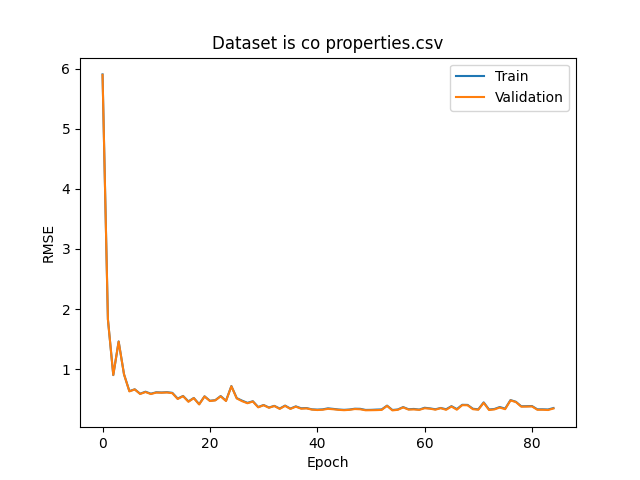 Dataset is co properties.csv
Train
Validation
RMSE
6
5
4
3
2
1
0
20
40
60
80
Epoch